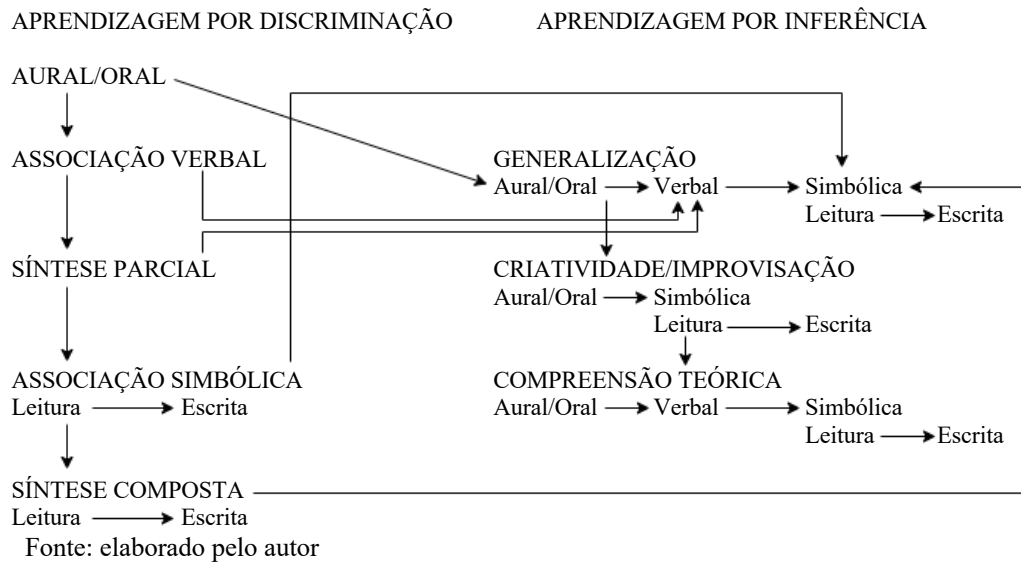 APRENDIZAGEM POR DISCRIMINAÇÃO APRENDIZAGEM POR INFERÊNCIA
AURAL/ORAL
ASSOCIAÇÃO VERBAL GENERALIZAÇÃO
Aural/Oral Verbal Simbólica
Leitura Escrita
SÍNTESE PARCIAL CRIATIVIDADE/IMPROVISAÇÃO
Aural/Oral Simbólica
Leitura Escrita
ASSOCIAÇÃO SIMBÓLICA COMPREENSÃO TEÓRICA
Leitura Escrita Aural/Oral Verbal Simbólica
Leitura Escrita
SÍNTESE COMPOSTA
Leitura Escrita
Fonte: elaborado pelo autor